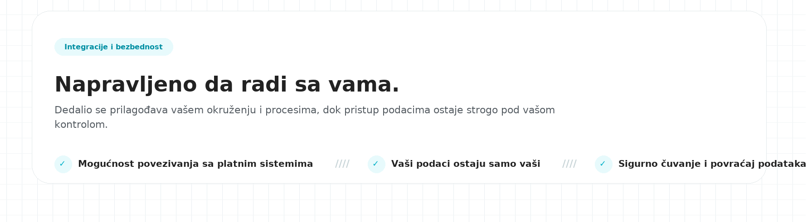 Integracije i bezbednost
Napravljeno da radi sa vama.
Dedalio se prilagođava vašem okruženju i procesima, dok pristup podacima ostaje strogo pod vašom
kontrolom.
✓ Mogućnost povezivanja sa platnim sistemima //// ✓ Vaši podaci ostaju samo vaši //// ✓ Sigurno čuvanje i povraćaj podataka